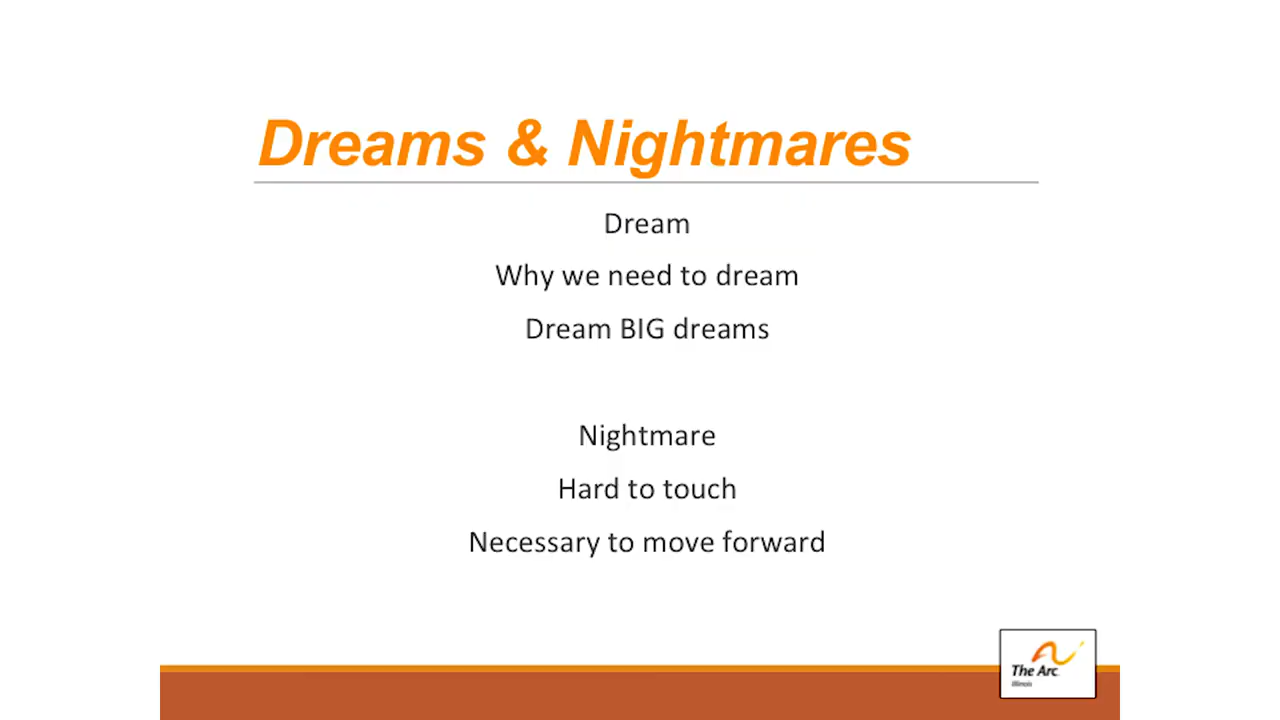 Dreams & Nightmares
Dream
Why we need to dream
Dream BIG dreams
Nightmare
Hard to touch
Necessary to move forward
The Arc
Illinois